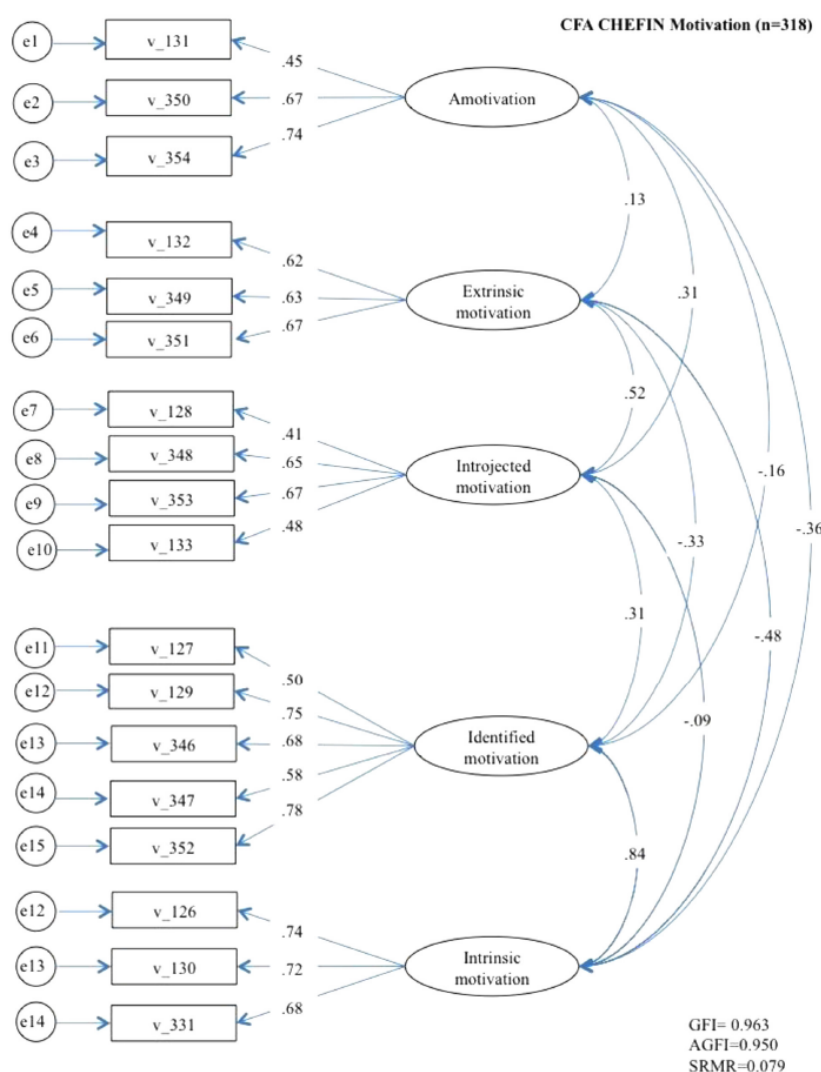 CFA CHEFIN Motivation (n=318)
e1 v_131 .45
e2 v_350 .67 Amotivation
e3 v_354 .74
.13
e4 v_132 .62
e5 v_349 .63 Extrinsic
motivation
.31
e6 v_351 .67
.52
e7 v_128 .41
e8 v_348 .65 Introjected
motivation
-.16
e9 v_353 .67
e10 v_133 .48
-.33
-.36
.31
-.48
e11 v_127 .50
e12 v_129 .75
-.09
e13 v_346 .68 Identified
motivation
e14 v_347 .58
e15 v_352 .78
.84
e12 v_126 .74
e13 v_130 .72 Intrinsic
motivation
e14 v_331 .68
GFI= 0.963
AGFI=0.950
SRMR=0.079